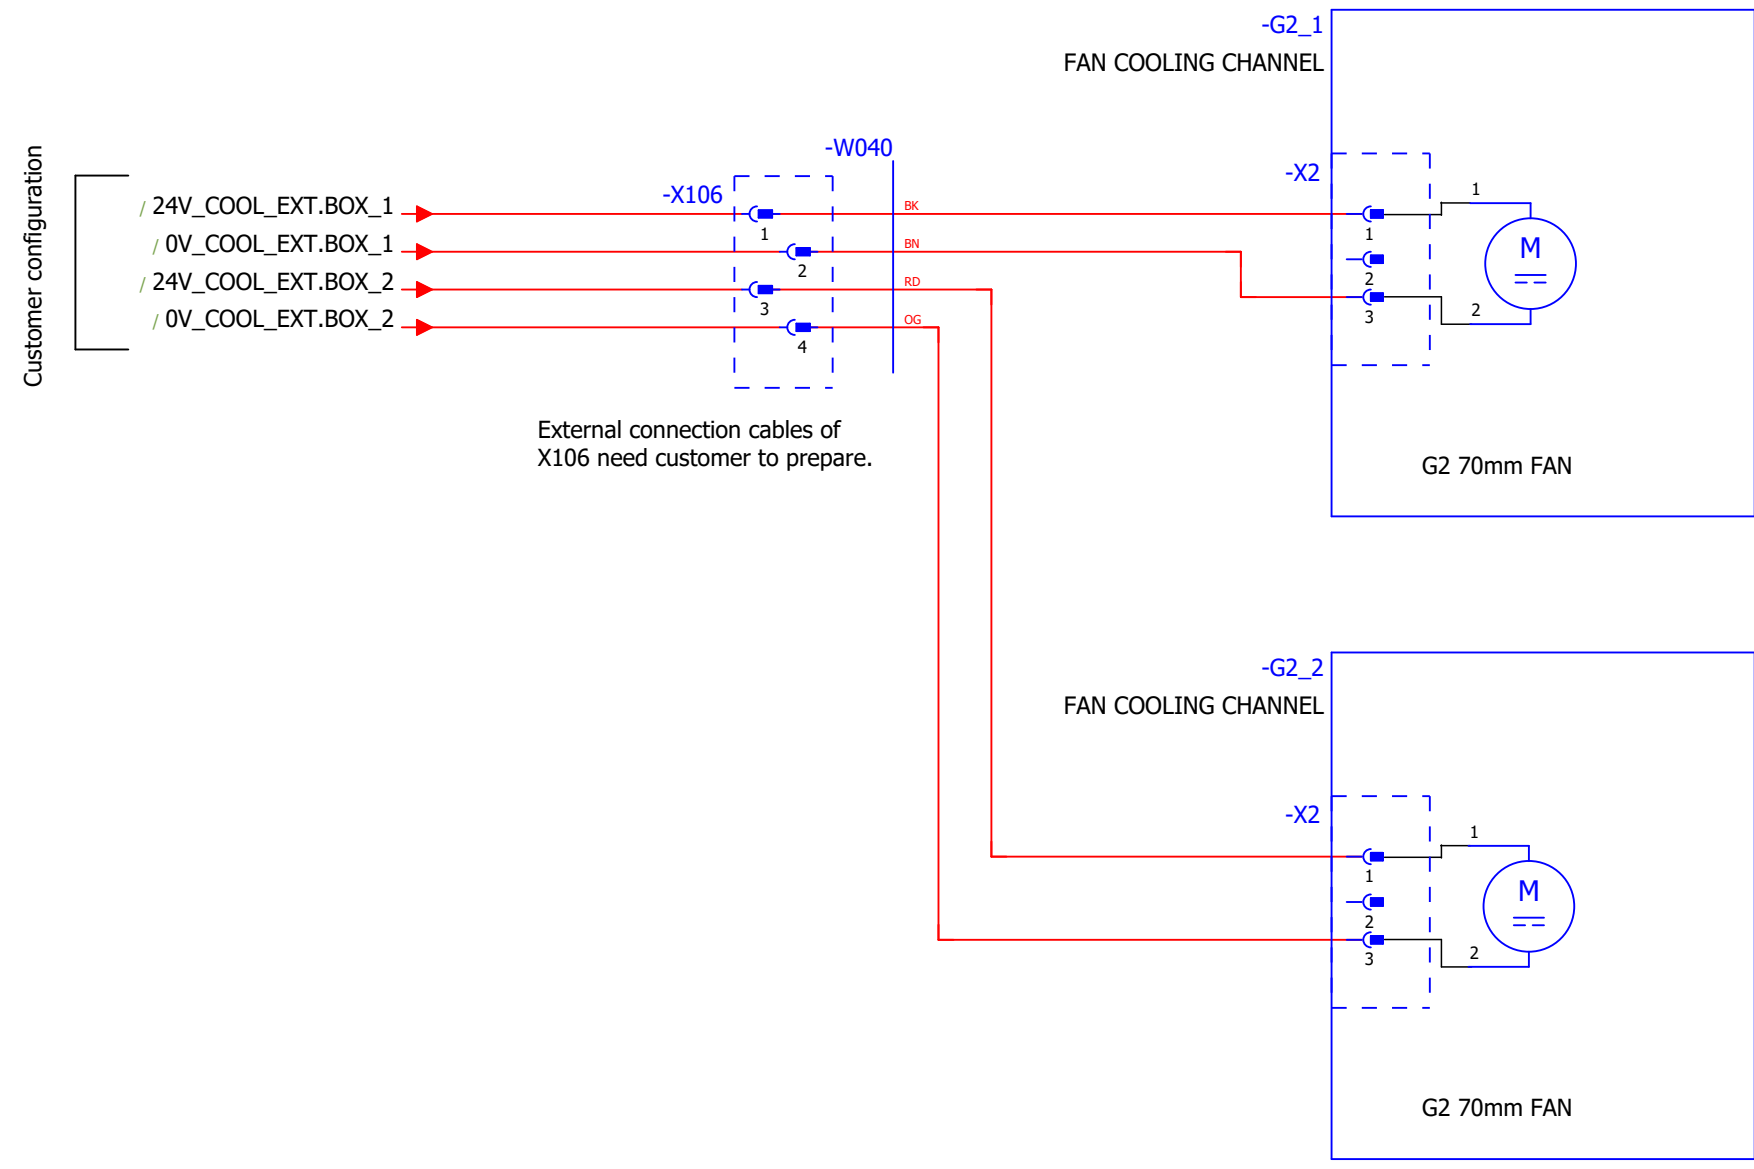 -G2_1
FAN COOLING CHANNEL
Customer configuration
/ 24V_COOL_EXT.BOX_1
/ 0V_COOL_EXT.BOX_1
/ 24V_COOL_EXT.BOX_2
/ 0V_COOL_EXT.BOX_2
-X106
1
2
3
4
-W040
BK
BN
RD
OG
External connection cables of
X106 need customer to prepare.
-X2
1
2
3
1
2
M
G2 70mm FAN
-G2_2
FAN COOLING CHANNEL
-X2
1
2
3
1
2
M
G2 70mm FAN